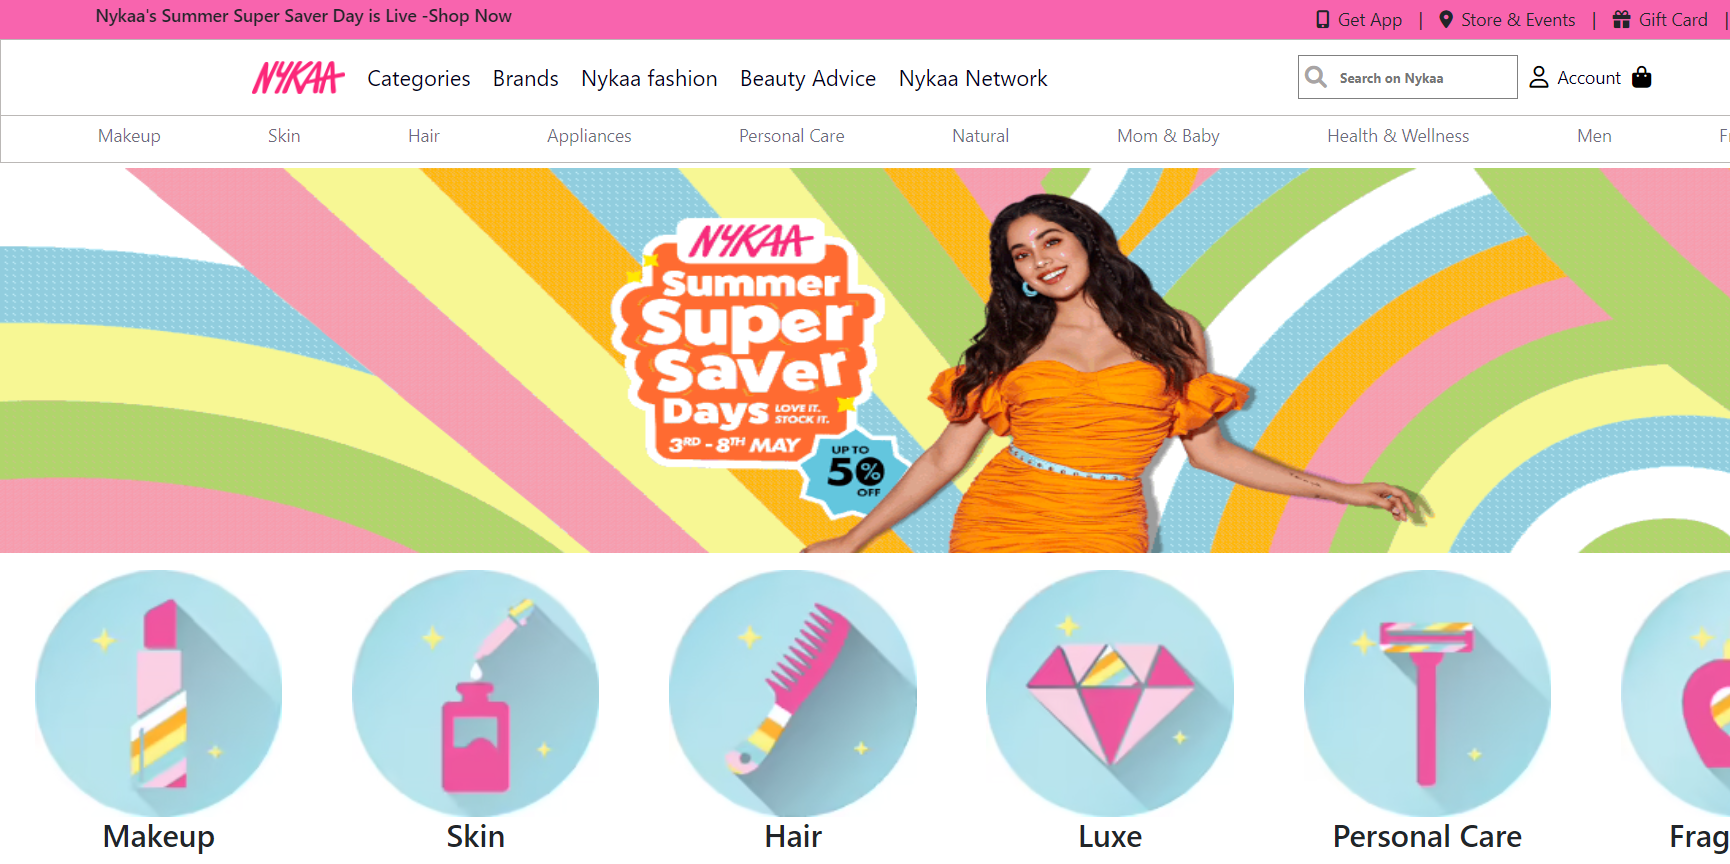 Nykaa's Summer Super Saver Day is Live -Shop Now
Get App | Store & Events | Gift Card |
NYKAA Categories Brands Nykaa fashion Beauty Advice Nykaa Network
Search on Nykaa
Account
Makeup Skin Hair Appliances Personal Care Natural Mom & Baby Health & Wellness Men
NYKAA
Summer
Super
Saver
Days
LOVE IT.
STOCK IT.
3RD - 8TH MAY
UP TO
50%
OFF
Makeup Skin Hair Luxe Personal Care Frag